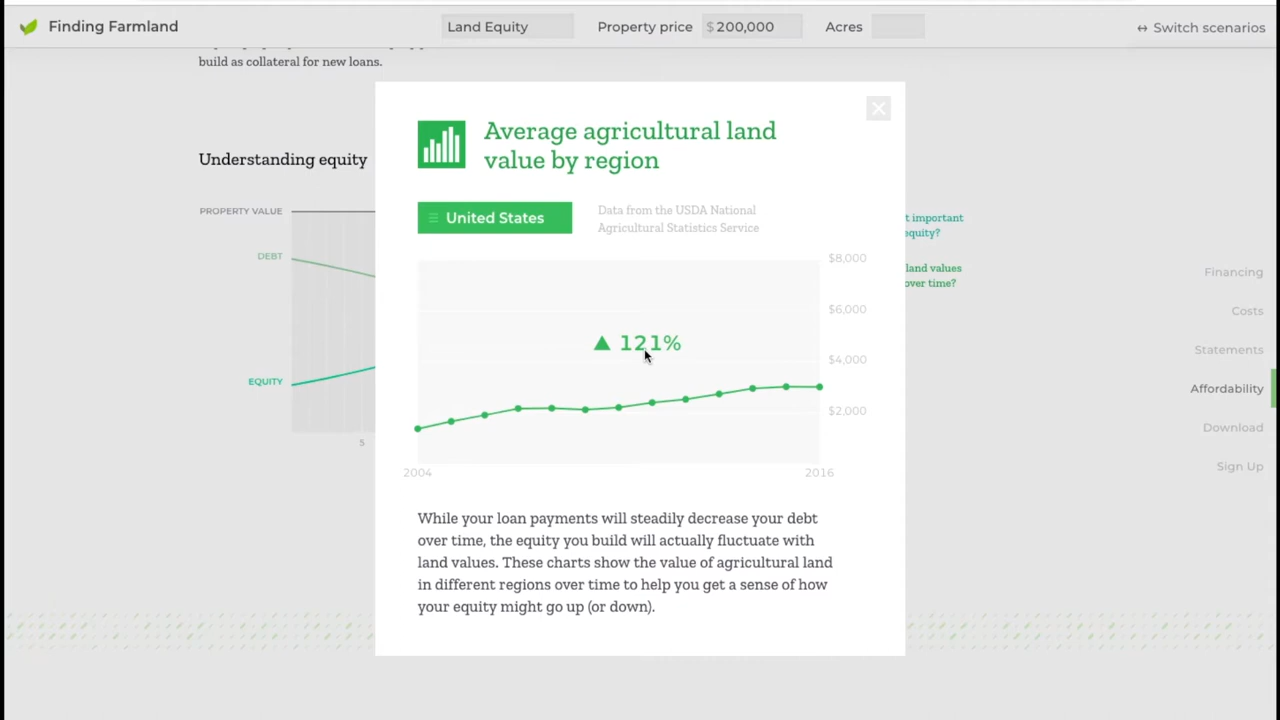 Finding Farmland
Land Equity
Property price
$ 200,000
Acres
↔ Switch scenarios
build as collateral for new loans.
Understanding equity
PROPERTY VALUE
DEBT
EQUITY
5
Average agricultural land
value by region
United States
Data from the USDA National
Agricultural Statistics Service
$8,000
$6,000
$4,000
$2,000
▲ 121%
2004
2016
While your loan payments will steadily decrease your debt
over time, the equity you build will actually fluctuate with
land values. These charts show the value of agricultural land
in different regions over time to help you get a sense of how
your equity might go up (or down).
important
equity?
land values
over time?
Financing
Costs
Statements
Affordability
Download
Sign Up